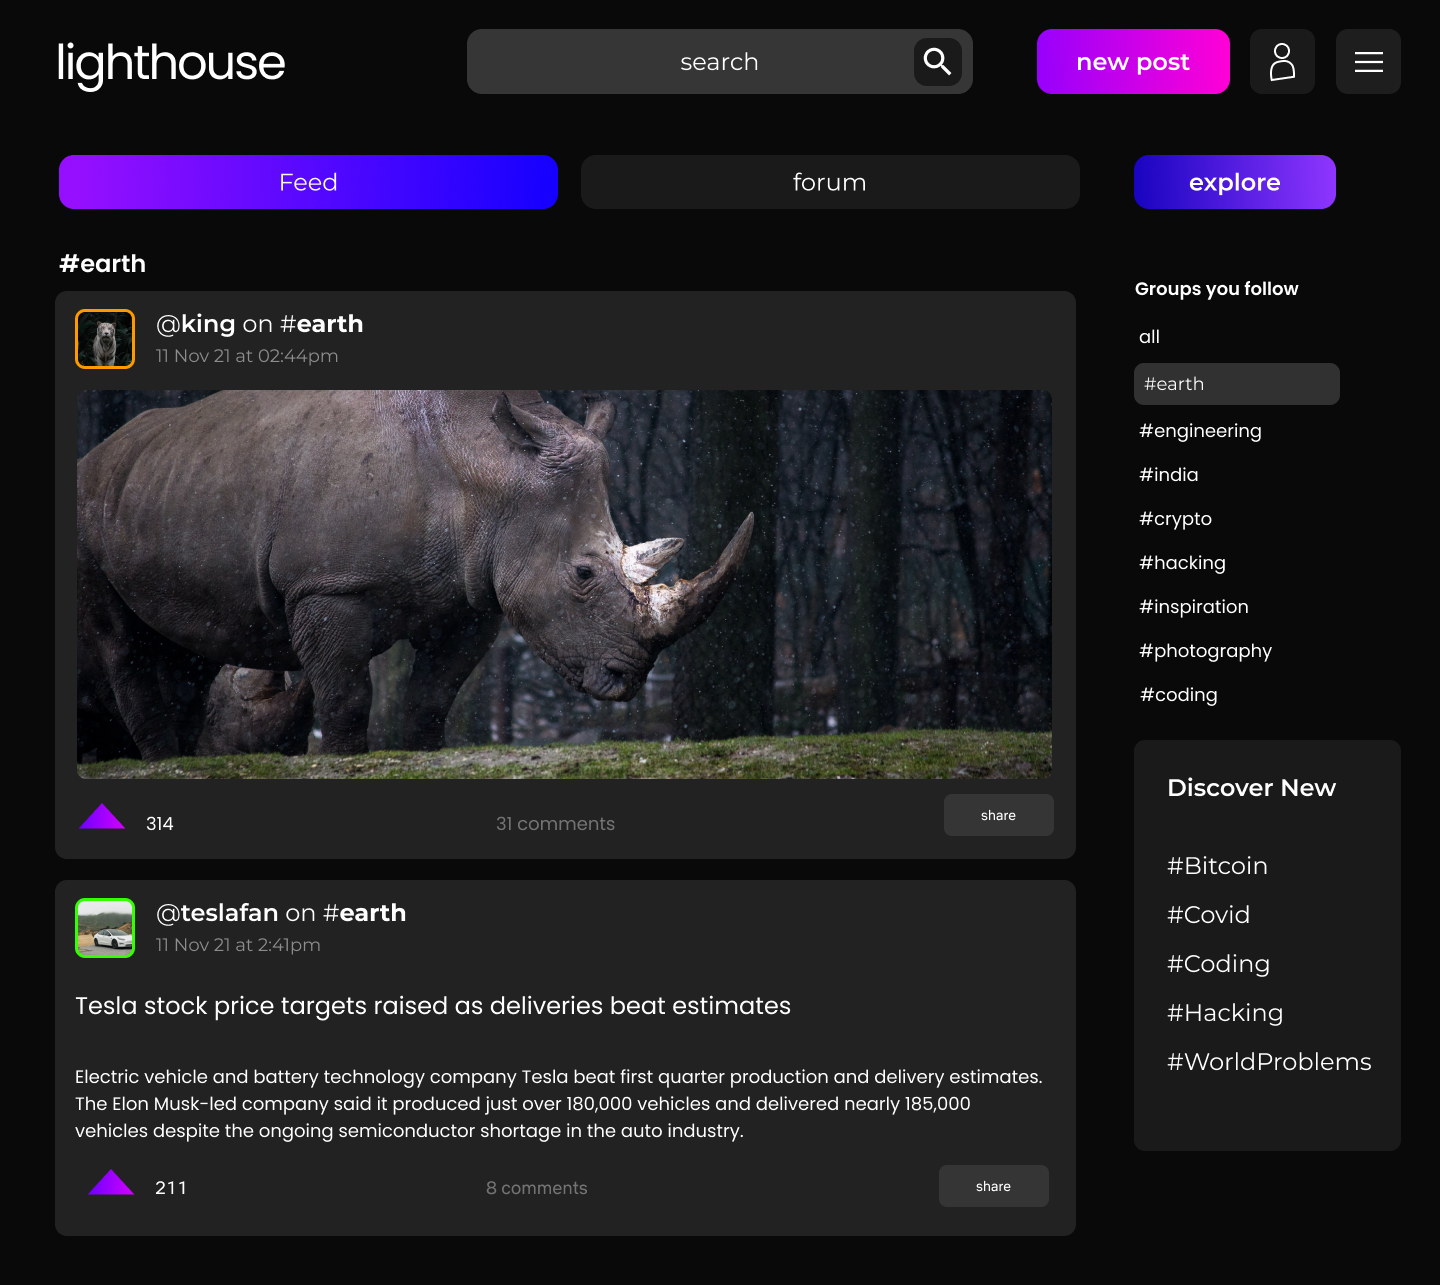 lighthouse
search
new post
Feed
forum
explore
#earth
@king on #earth
11 Nov 21 at 02:44pm
314
31 comments
share
@teslafan on #earth
11 Nov 21 at 2:41pm
Tesla stock price targets raised as deliveries beat estimates
Electric vehicle and battery technology company Tesla beat first quarter production and delivery estimates.
The Elon Musk-led company said it produced just over 180,000 vehicles and delivered nearly 185,000
vehicles despite the ongoing semiconductor shortage in the auto industry.
211
8 comments
share
Groups you follow
all
#earth
#engineering
#india
#crypto
#hacking
#inspiration
#photography
#coding
Discover New
#Bitcoin
#Covid
#Coding
#Hacking
#WorldProblems